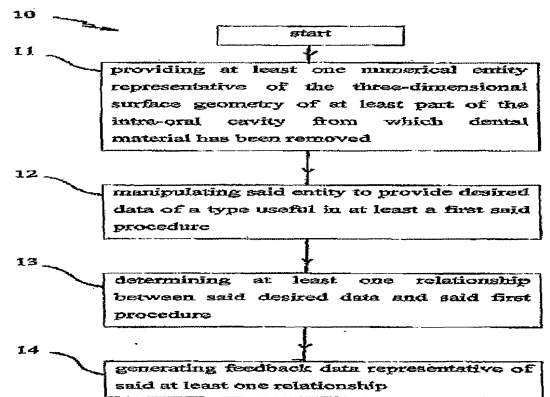 10
start
11
providing at least one numerical entity
representative of the three-dimensional
surface geometry of at least part of the
intra-oral cavity from which dental
material has been removed
12
manipulating said entity to provide desired
data of a type useful in at least a first said
procedure
13
determining at least one relationship
between said desired data and said first
procedure
14
generating feedback data representative of
said at least one relationship